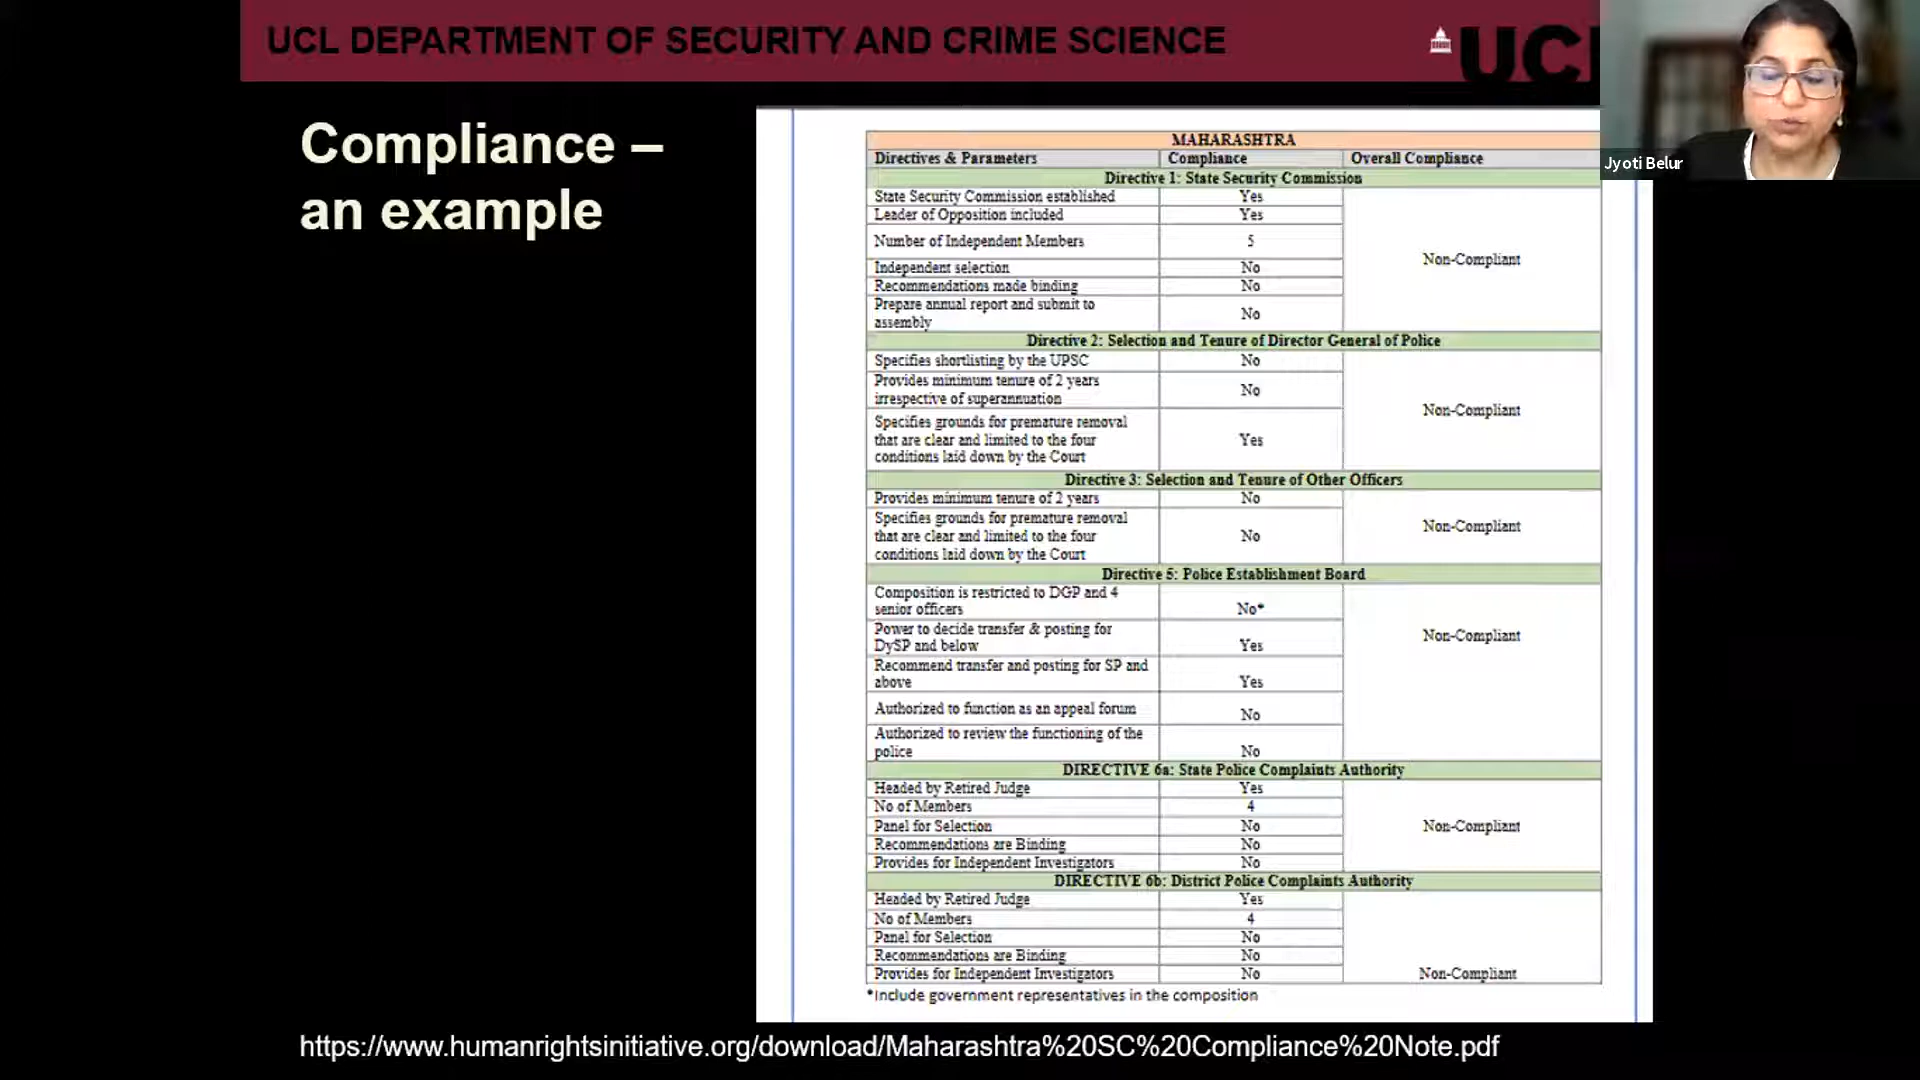 UCL DEPARTMENT OF SECURITY AND CRIME SCIENCE
UCL
Jyoti Belur
Compliance –
an example
MAHARASHTRA
Directives & Parameters Compliance Overall Compliance
Directive 1: State Security Commission
State Security Commission established Yes
Leader of Opposition included Yes
Number of Independent Members 5
Non-Compliant
Independent selection No
Recommendations made binding No
Prepare annual report and submit to
assembly No
Directive 2: Selection and Tenure of Director General of Police
Specifies shortlisting by the UPSC No
Provides minimum tenure of 2 years
irrespective of superannuation No
Non-Compliant
Specifies grounds for premature removal
that are clear and limited to the four Yes
conditions laid down by the Court
Directive 3: Selection and Tenure of Other Officers
Provides minimum tenure of 2 years No
Non-Compliant
Specifies grounds for premature removal
that are clear and limited to the four No
conditions laid down by the Court
Directive 5: Police Establishment Board
Composition is restricted to DGP and 4
senior officers No*
Power to decide transfer & posting for
Non-Compliant
DySP and below Yes
Recommend transfer and posting for SP and
above Yes
Authorized to function as an appeal forum No
Authorized to review the functioning of the
police No
DIRECTIVE 6a: State Police Complaints Authority
Headed by Retired Judge Yes
No of Members 4
Panel for Selection No Non-Compliant
Recommendations are Binding No
Provides for Independent Investigators No
DIRECTIVE 6b: District Police Complaints Authority
Headed by Retired Judge Yes
No of Members 4
Panel for Selection No
Recommendations are Binding No
Provides for Independent Investigators No Non-Compliant
*Include government representatives in the composition
https://www.humanrightsinitiative.org/download/Maharashtra%20SC%20Compliance%20Note.pdf